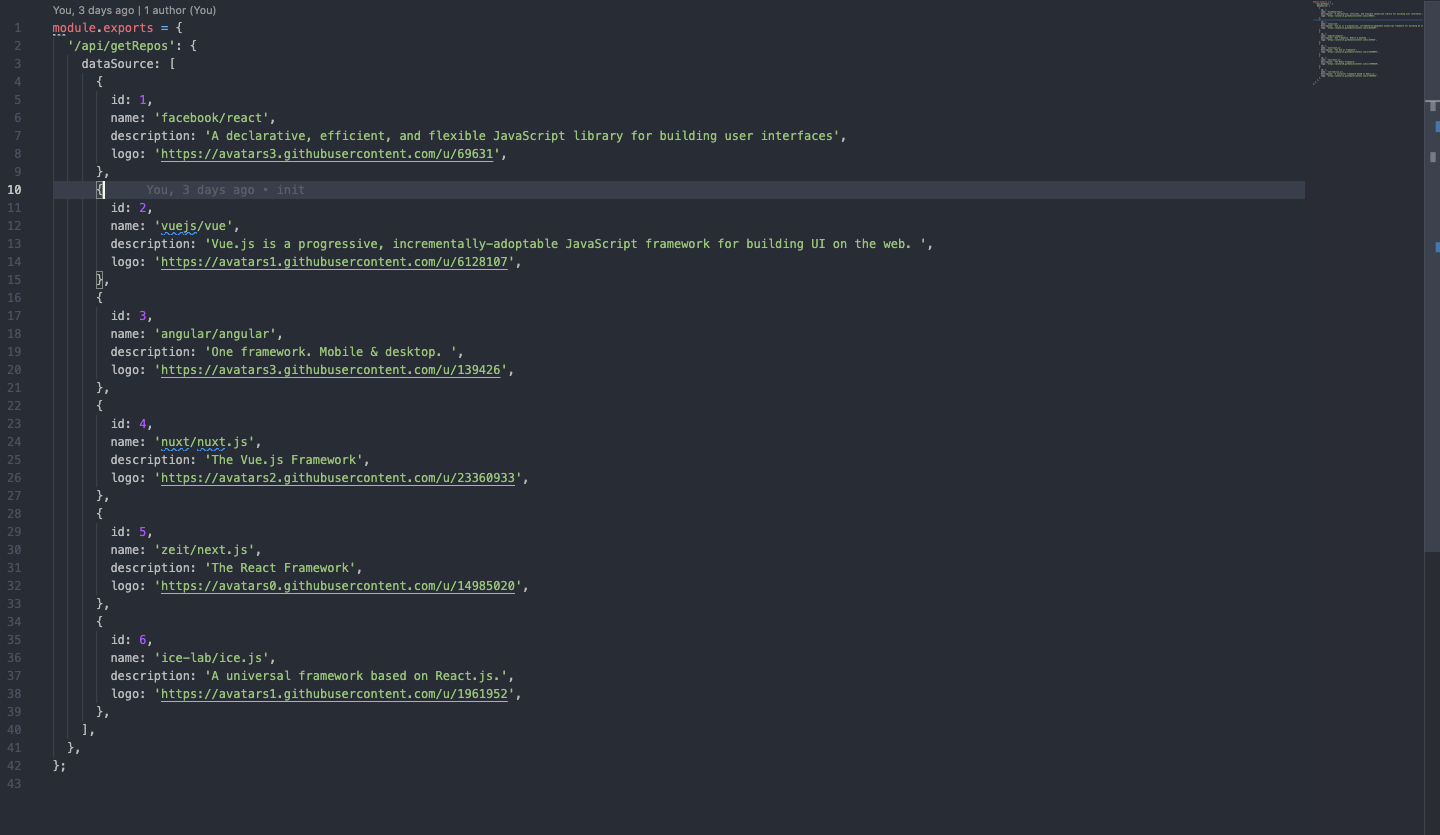 You, 3 days ago | 1 author (You)
1 module.exports = {
2   '/api/getRepos': {
3     dataSource: [
4       {
5         id: 1,
6         name: 'facebook/react',
7         description: 'A declarative, efficient, and flexible JavaScript library for building user interfaces',
8         logo: 'https://avatars3.githubusercontent.com/u/69631',
9       },
10       {      You, 3 days ago • init
11         id: 2,
12         name: 'vuejs/vue',
13         description: 'Vue.js is a progressive, incrementally-adoptable JavaScript framework for building UI on the web. ',
14         logo: 'https://avatars1.githubusercontent.com/u/6128107',
15       },
16       {
17         id: 3,
18         name: 'angular/angular',
19         description: 'One framework. Mobile & desktop. ',
20         logo: 'https://avatars3.githubusercontent.com/u/139426',
21       },
22       {
23         id: 4,
24         name: 'nuxt/nuxt.js',
25         description: 'The Vue.js Framework',
26         logo: 'https://avatars2.githubusercontent.com/u/23360933',
27       },
28       {
29         id: 5,
30         name: 'zeit/next.js',
31         description: 'The React Framework',
32         logo: 'https://avatars0.githubusercontent.com/u/14985020',
33       },
34       {
35         id: 6,
36         name: 'ice-lab/ice.js',
37         description: 'A universal framework based on React.js.',
38         logo: 'https://avatars1.githubusercontent.com/u/1961952',
39       },
40     ],
41   },
42 };
43